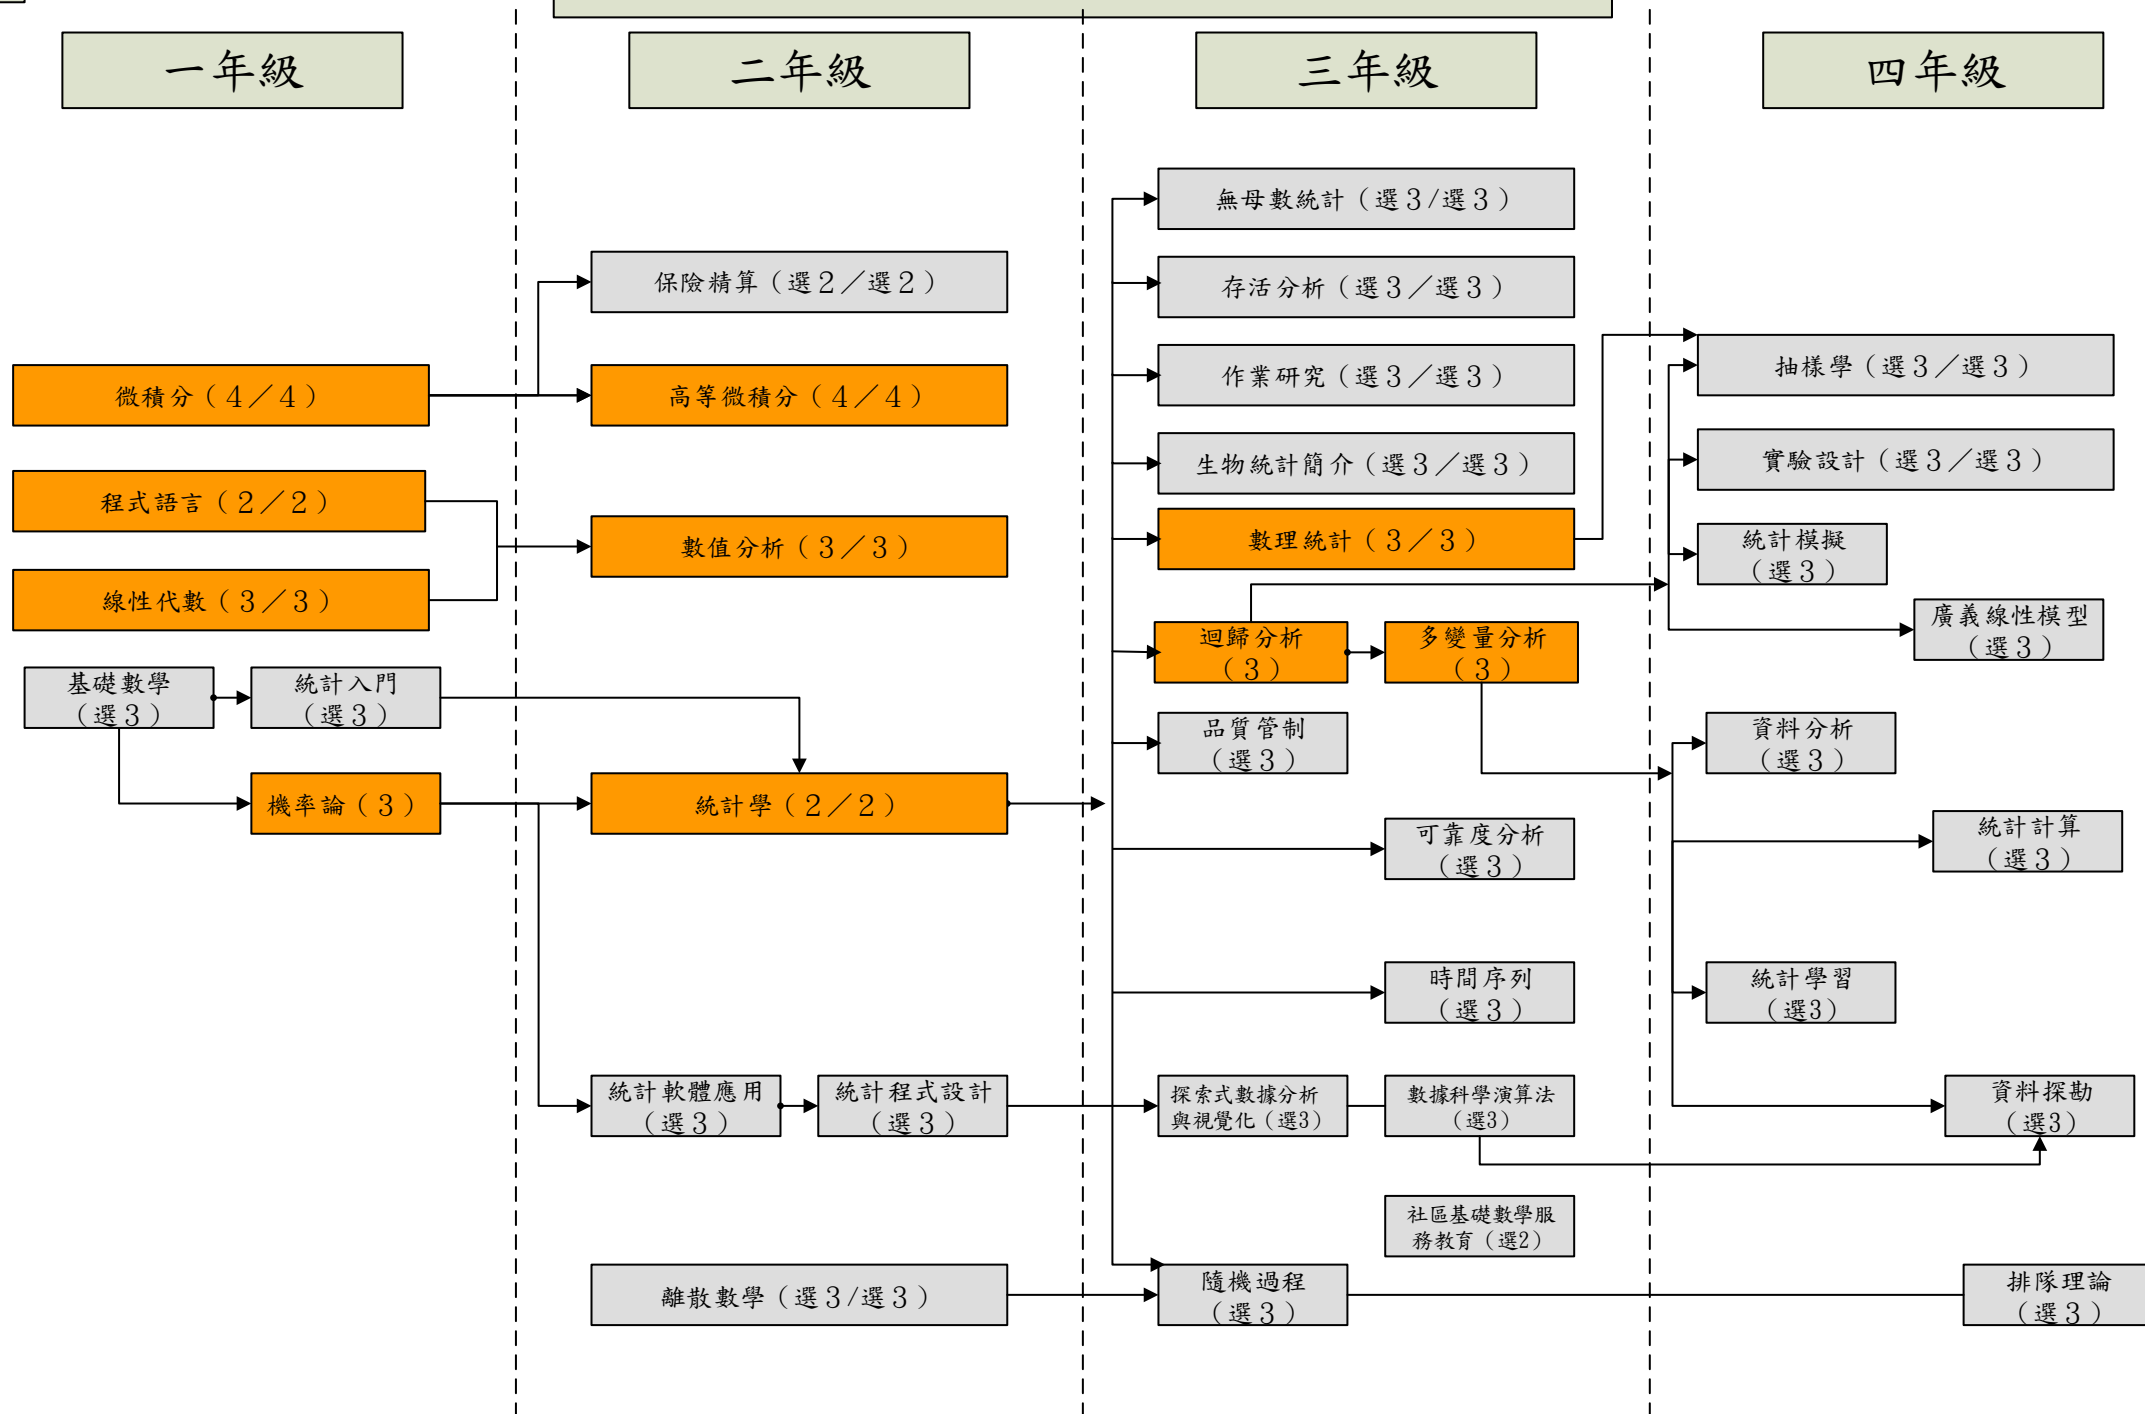 一年級
二年級
三年級
四年級
微積分（４／４）
程式語言（２／２）
線性代數（３／３）
基礎數學
（選３）
統計入門
（選３）
機率論（３）
保險精算（選２／選２）
高等微積分（４／４）
數值分析（３／３）
統計學（２／２）
統計軟體應用
（選３）
統計程式設計
（選３）
離散數學（選３/選３）
無母數統計（選３/選３）
存活分析（選３／選３）
作業研究（選３／選３）
生物統計簡介（選３／選３）
數理統計（３／３）
迴歸分析
（３）
多變量分析
（３）
品質管制
（選３）
可靠度分析
（選３）
時間序列
（選３）
探索式數據分析
與視覺化（選3）
數據科學演算法
（選3）
社區基礎數學服
務教育（選2）
隨機過程
（選３）
抽樣學（選３／選３）
實驗設計（選３／選３）
統計模擬
（選３）
廣義線性模型
（選３）
資料分析
（選３）
統計計算
（選３）
統計學習
（選3）
資料探勘
（選3）
排隊理論
（選３）